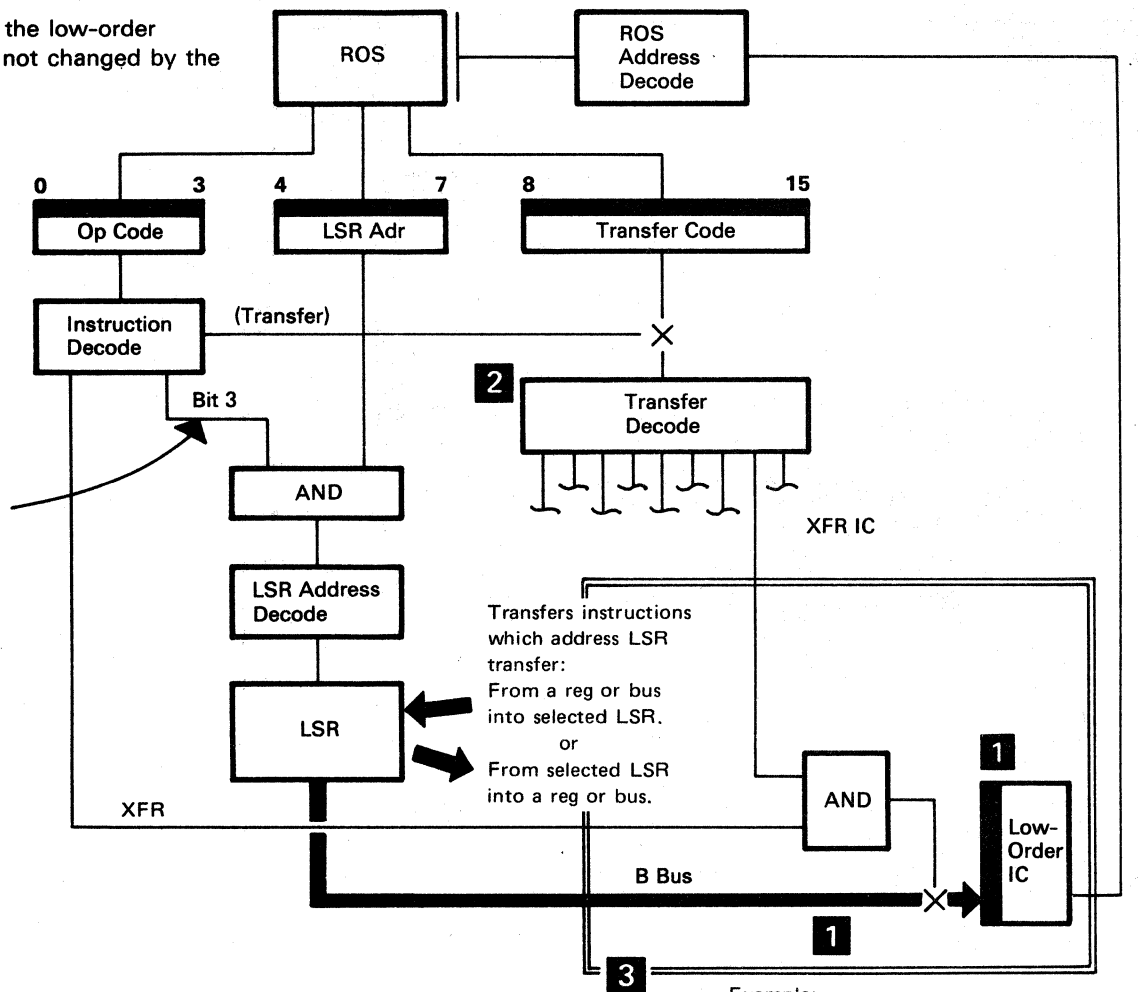 the low-order
not changed by the
ROS
ROS
Address
Decode
0 3 4 7 8 15
Op Code
LSR Adr
Transfer Code
Instruction
Decode
(Transfer)
Bit 3
2
Transfer
Decode
AND
XFR IC
LSR Address
Decode
Transfers instructions
which address LSR
transfer:
From a reg or bus
into selected LSR.
or
From selected LSR
into a reg or bus.
LSR
XFR
AND
1
Low-
Order
IC
B Bus
1
3
Example: